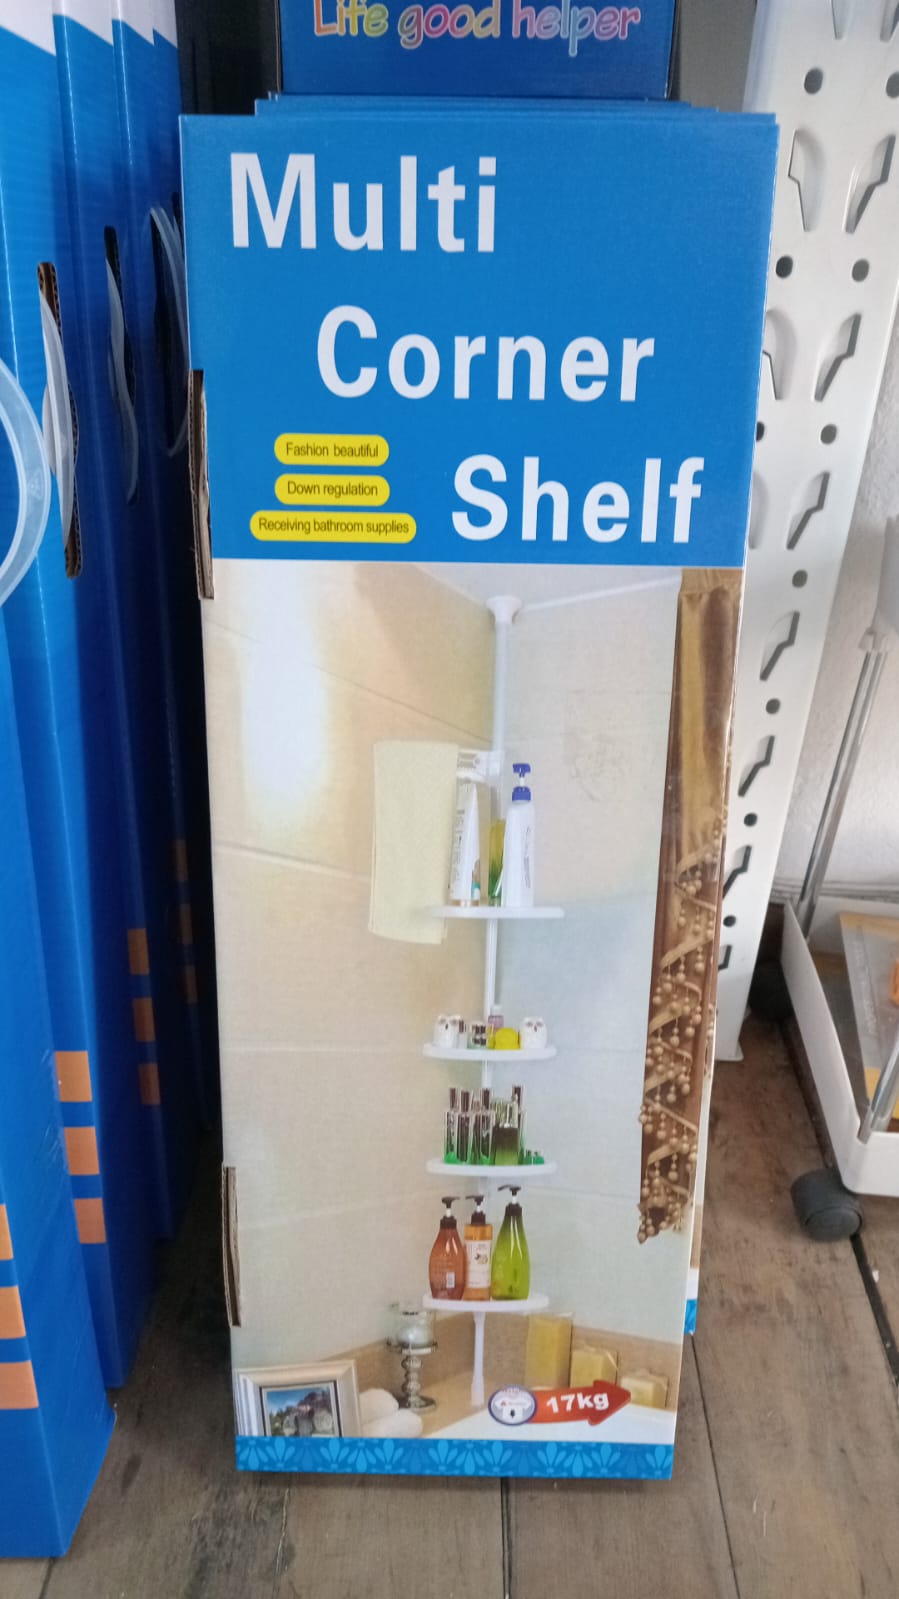 Life good helper
Multi
Corner
Shelf
Fashion beautiful
Down regulation
Receiving bathroom supplies
17kg